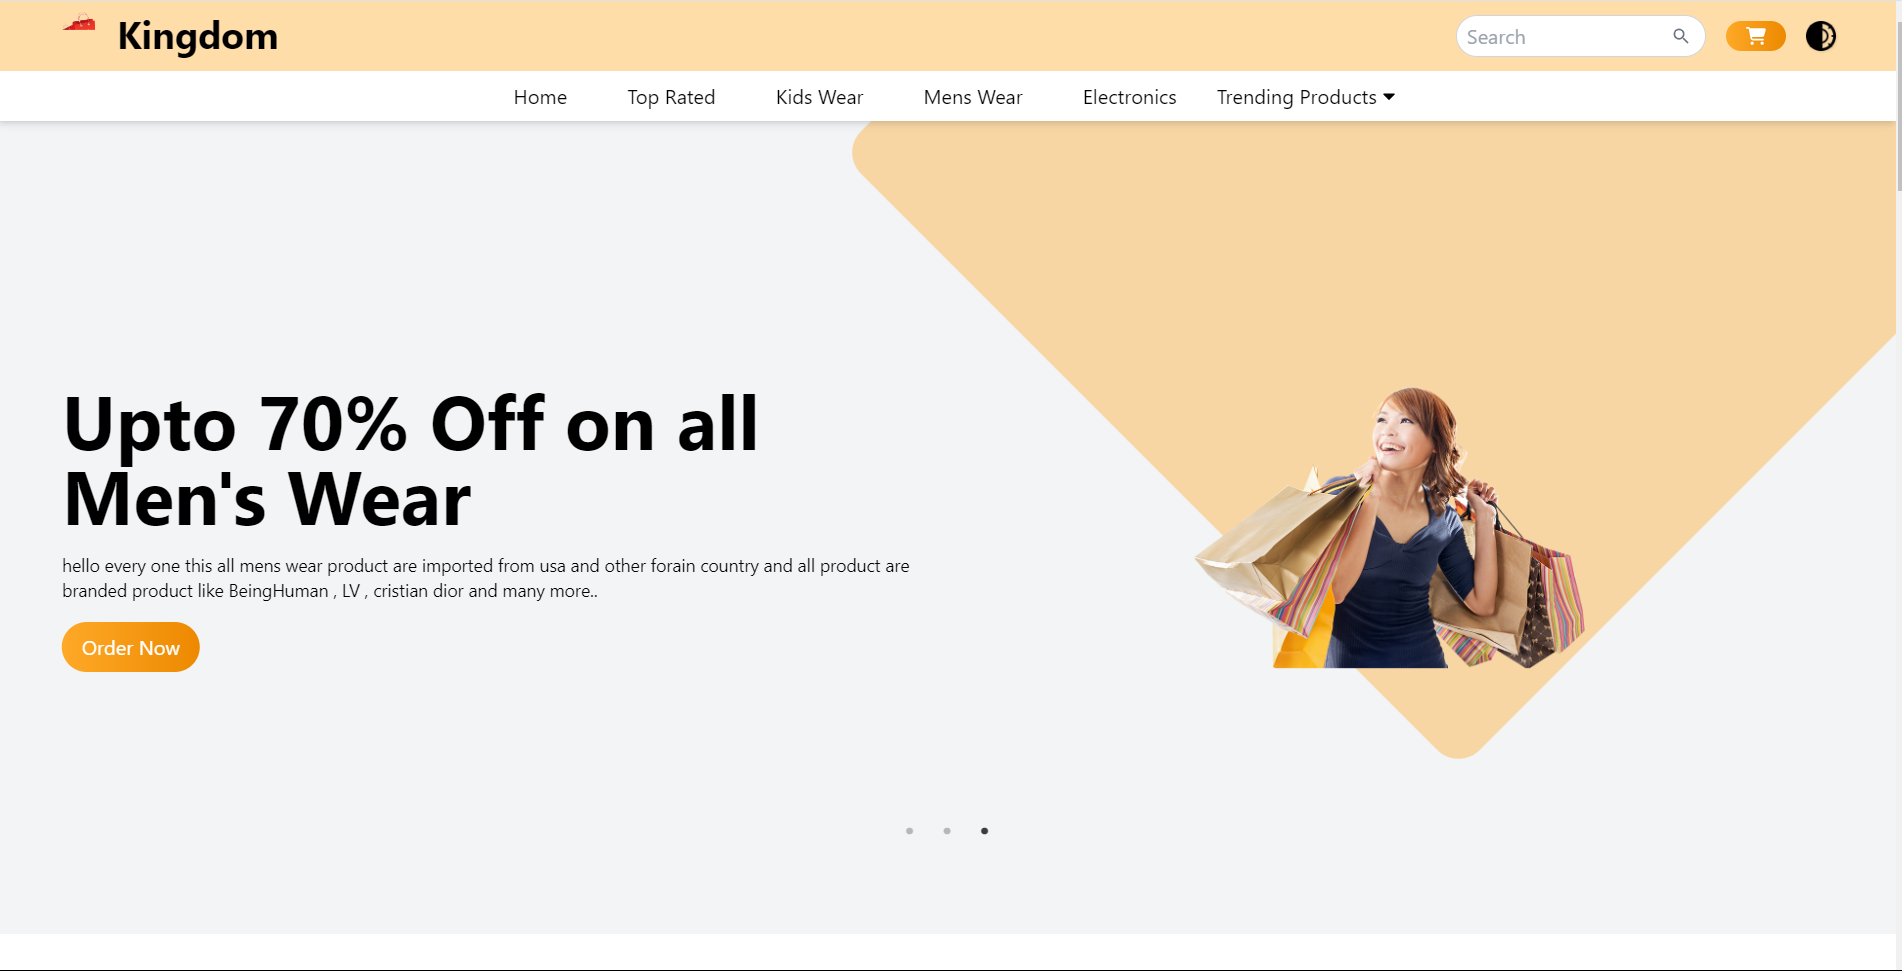 Kingdom
Search
Home Top Rated Kids Wear Mens Wear Electronics Trending Products
Upto 70% Off on all
Men's Wear
hello every one this all mens wear product are imported from usa and other forain country and all product are
branded product like BeingHuman , LV , cristian dior and many more..
Order Now